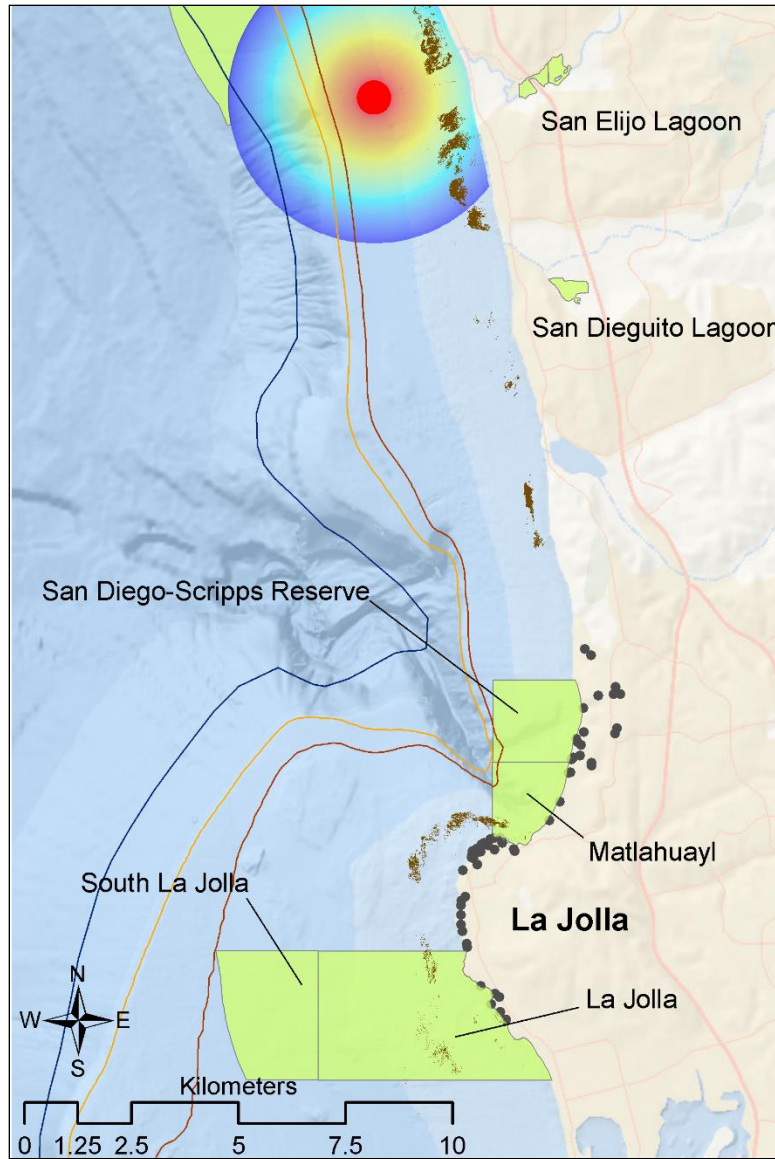 San Elijo Lagoon
San Dieguito Lagoon
San Diego-Scripps Reserve
Matlahuayl
South La Jolla
La Jolla
La Jolla
N
W E
S
Kilometers
0 1.25 2.5 5 7.5 10